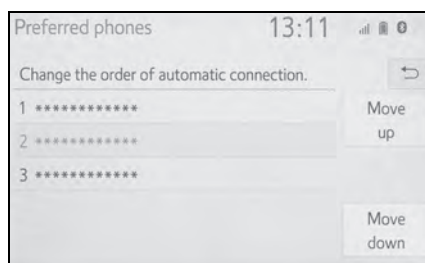 Preferred phones 13:11
Change the order of automatic connection.
1 ************
Move
up
2 ************
3 ************
Move
down